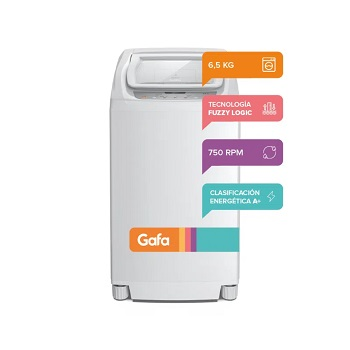 6,5 KG
TECNOLOGÍA
FUZZY LOGIC
750 RPM
CLASIFICACIÓN
ENERGÉTICA A+
Gafa